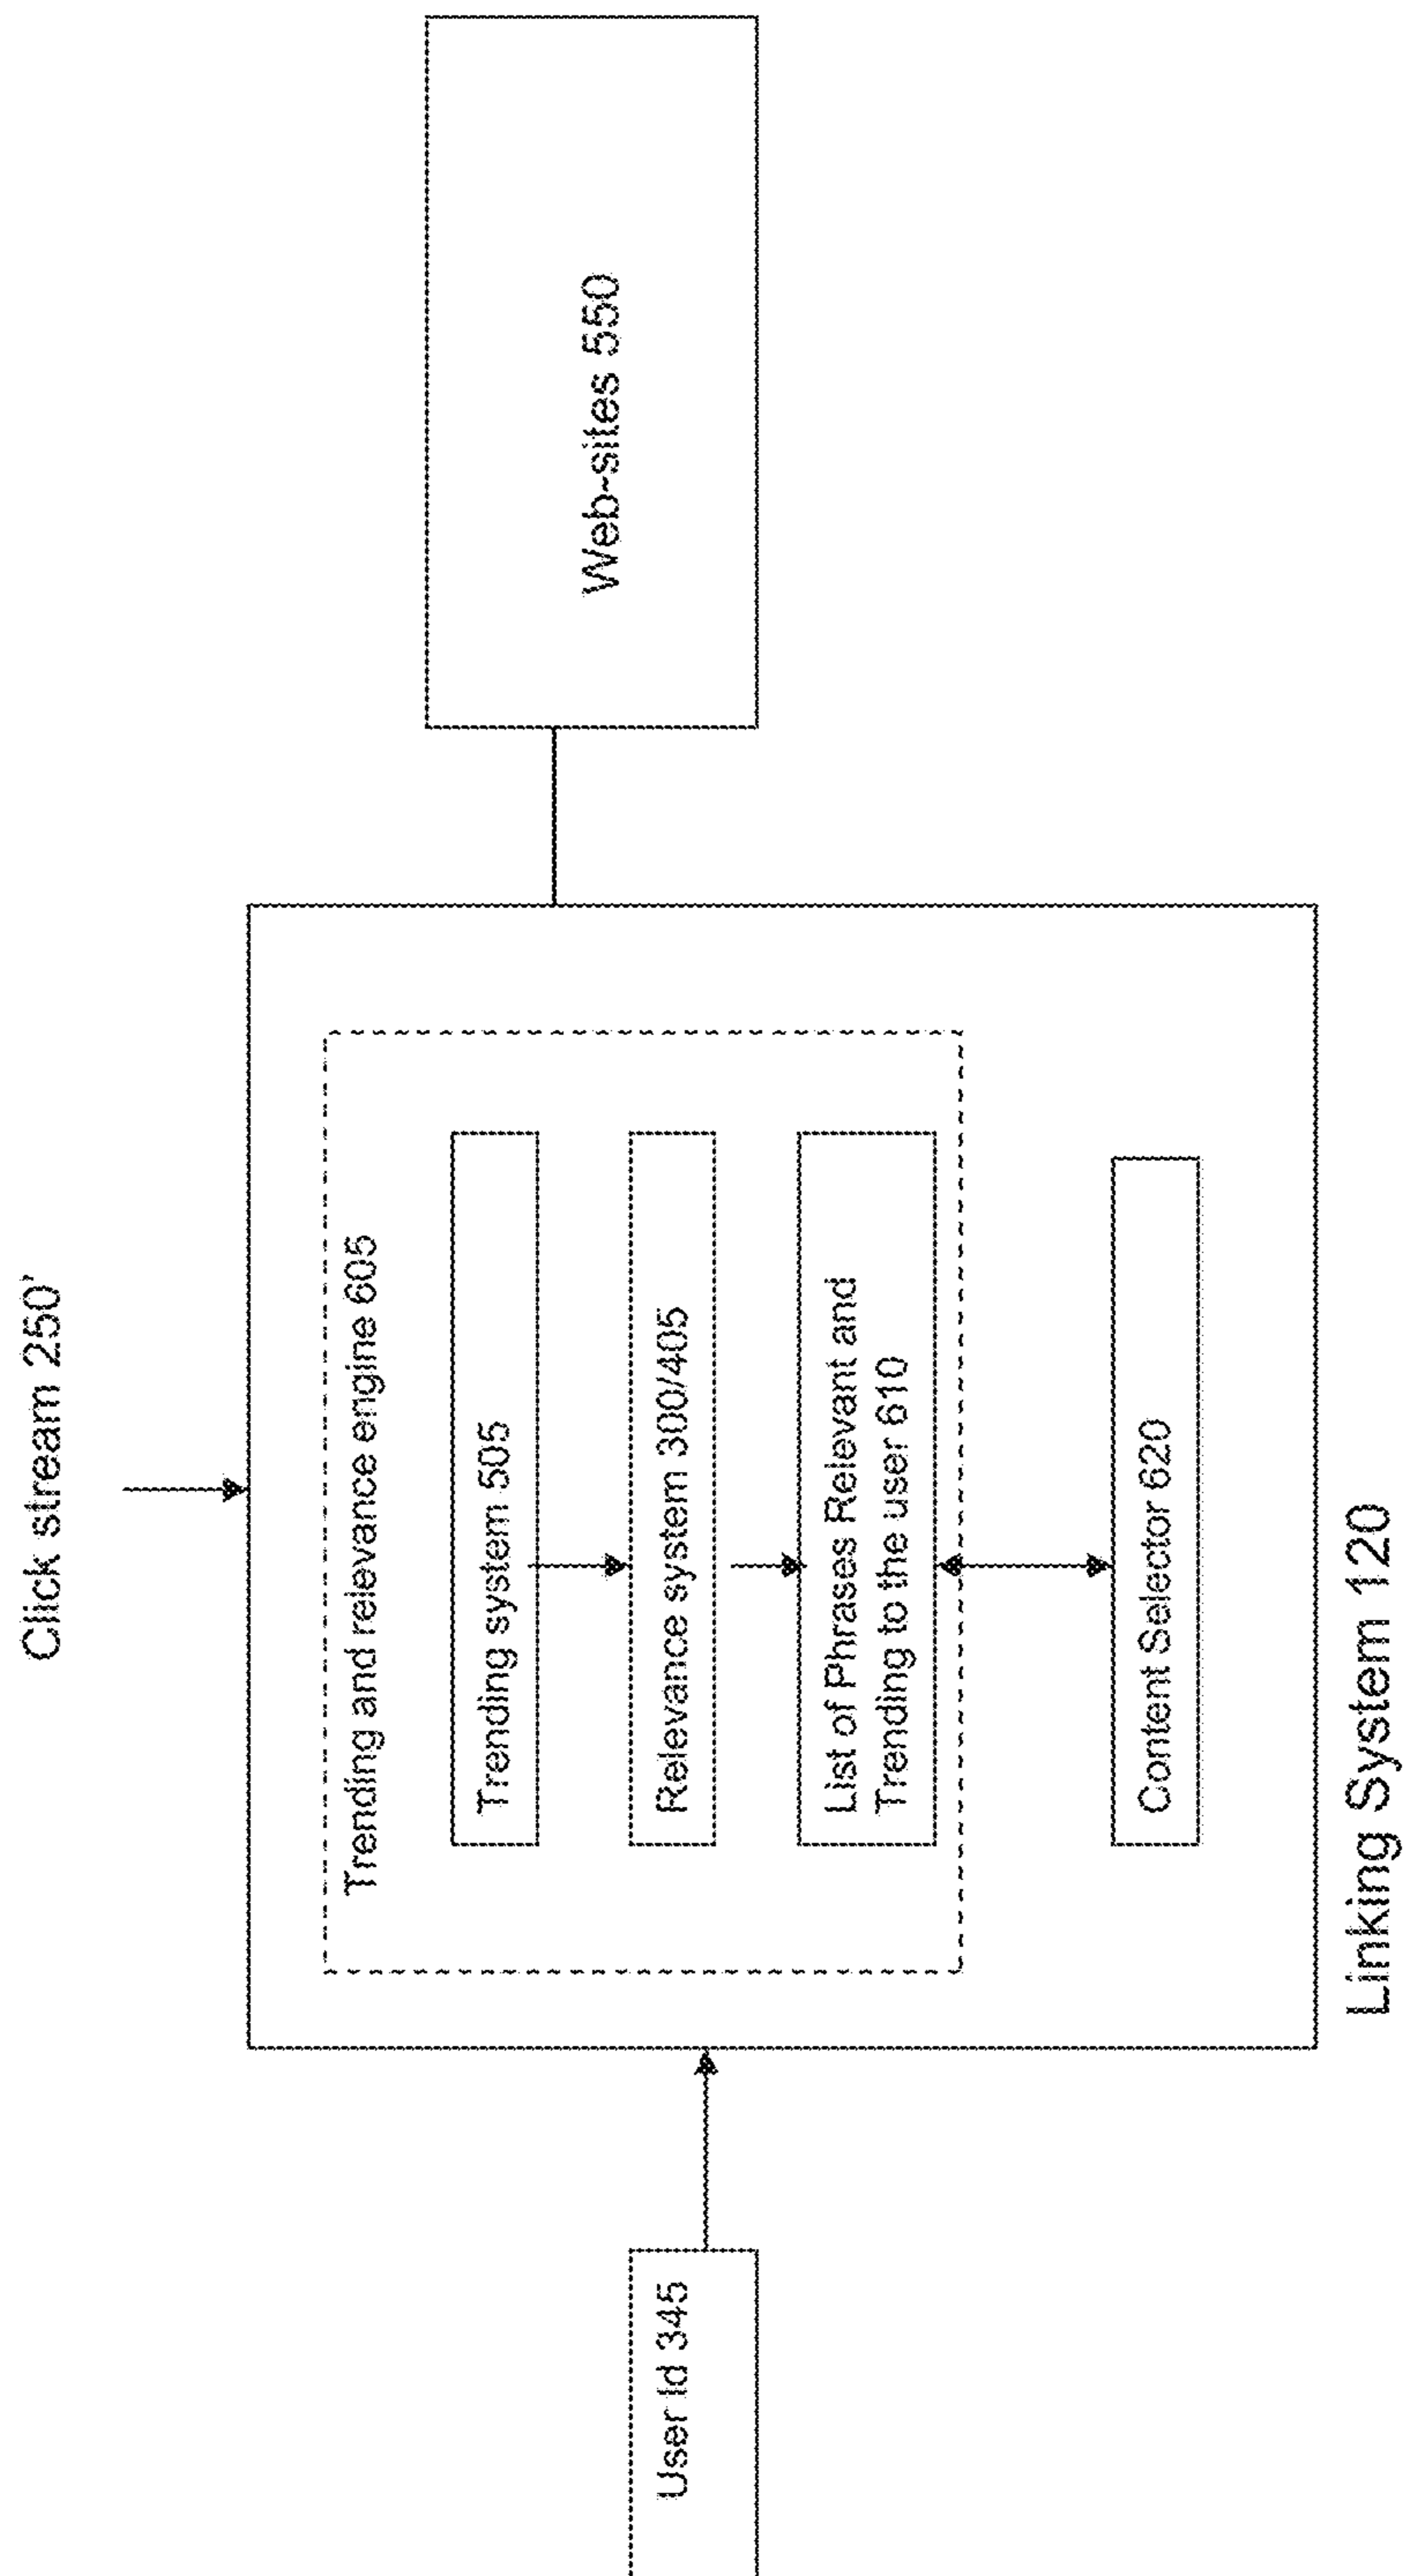 Click stream 250'
Trending and relevance engine 605
Trending system 505
Relevance system 300/405
List of Phrases Relevant and
Trending to the user 610
Content Selector 620
User Id 345
Web-sites 550
Linking System 120